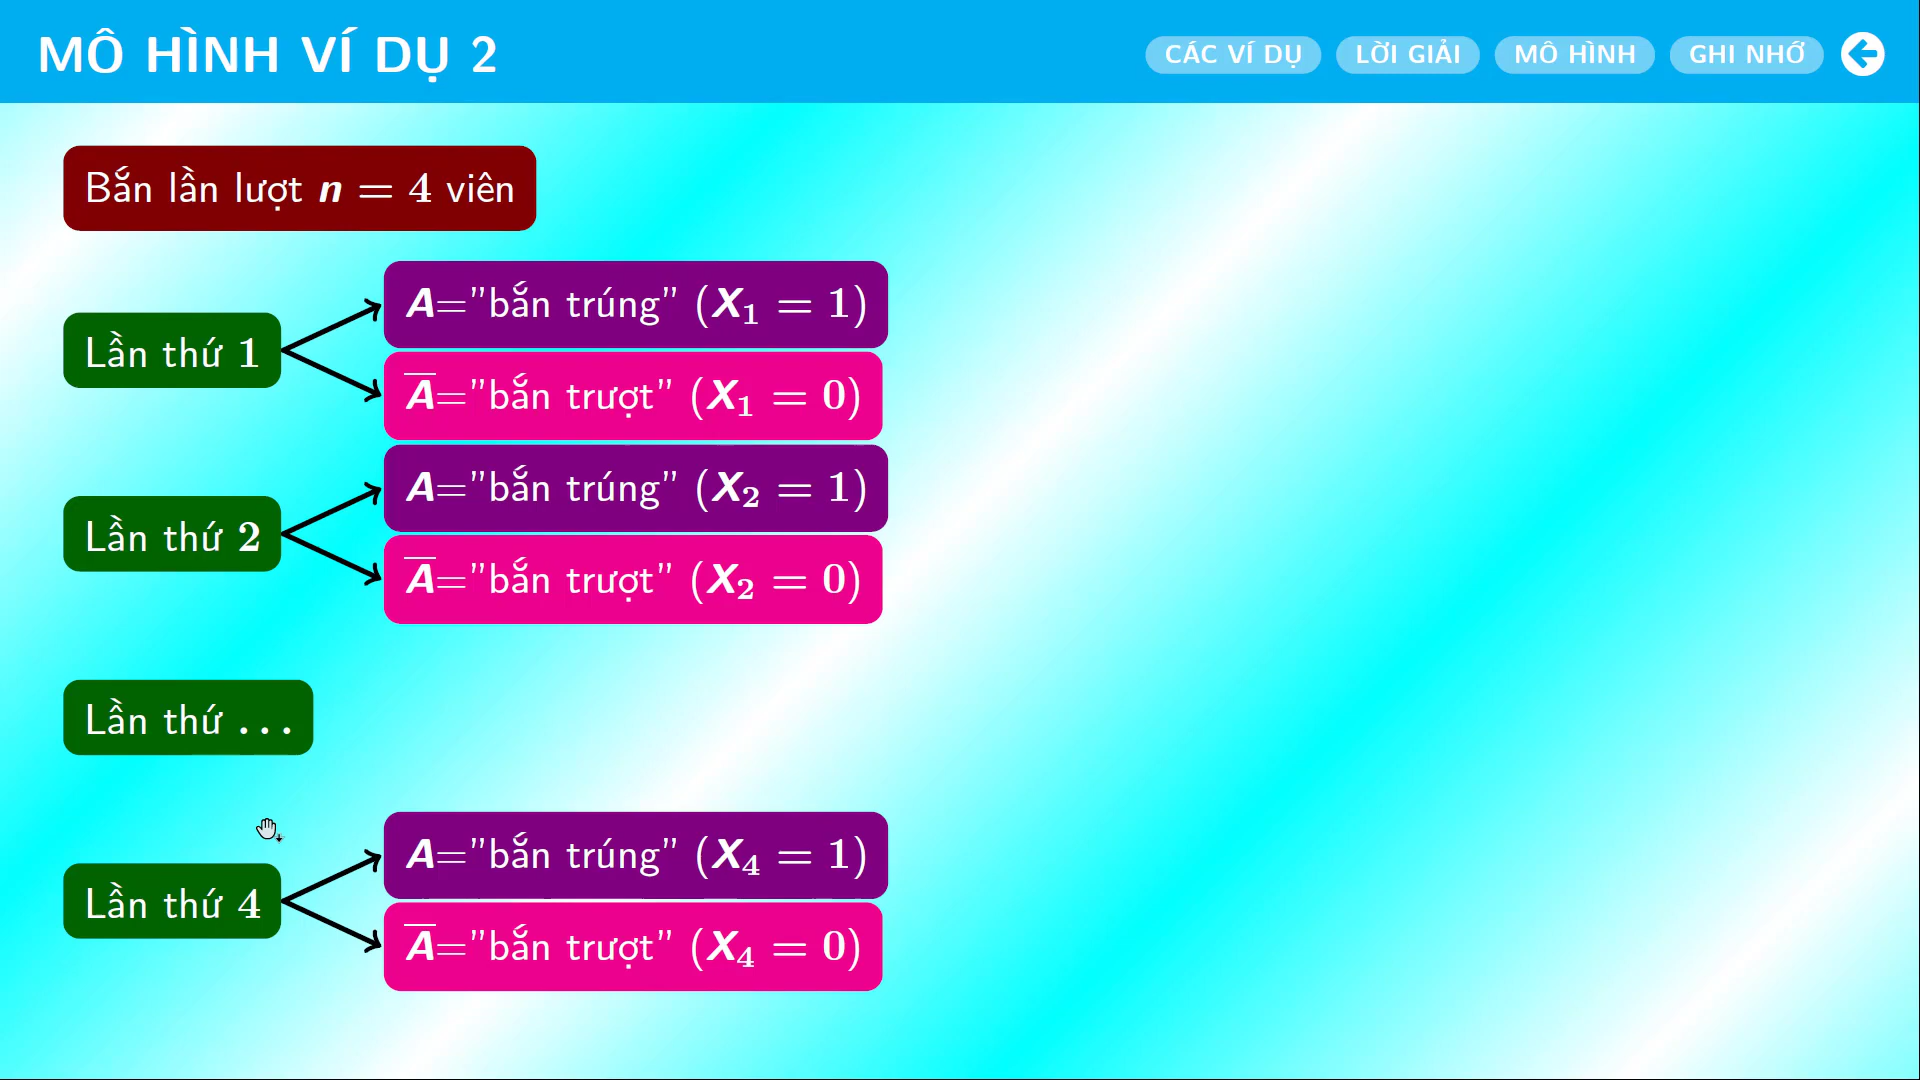 MÔ HÌNH VÍ DỤ 2
CÁC VÍ DỤ
LỜI GIẢI
MÔ HÌNH
GHI NHỚ
Bắn lần lượt n = 4 viên
Lần thứ 1
A="bắn trúng" (X₁ = 1)
A̅="bắn trượt" (X₁ = 0)
Lần thứ 2
A="bắn trúng" (X₂ = 1)
A̅="bắn trượt" (X₂ = 0)
Lần thứ ...
Lần thứ 4
A="bắn trúng" (X₄ = 1)
A̅="bắn trượt" (X₄ = 0)